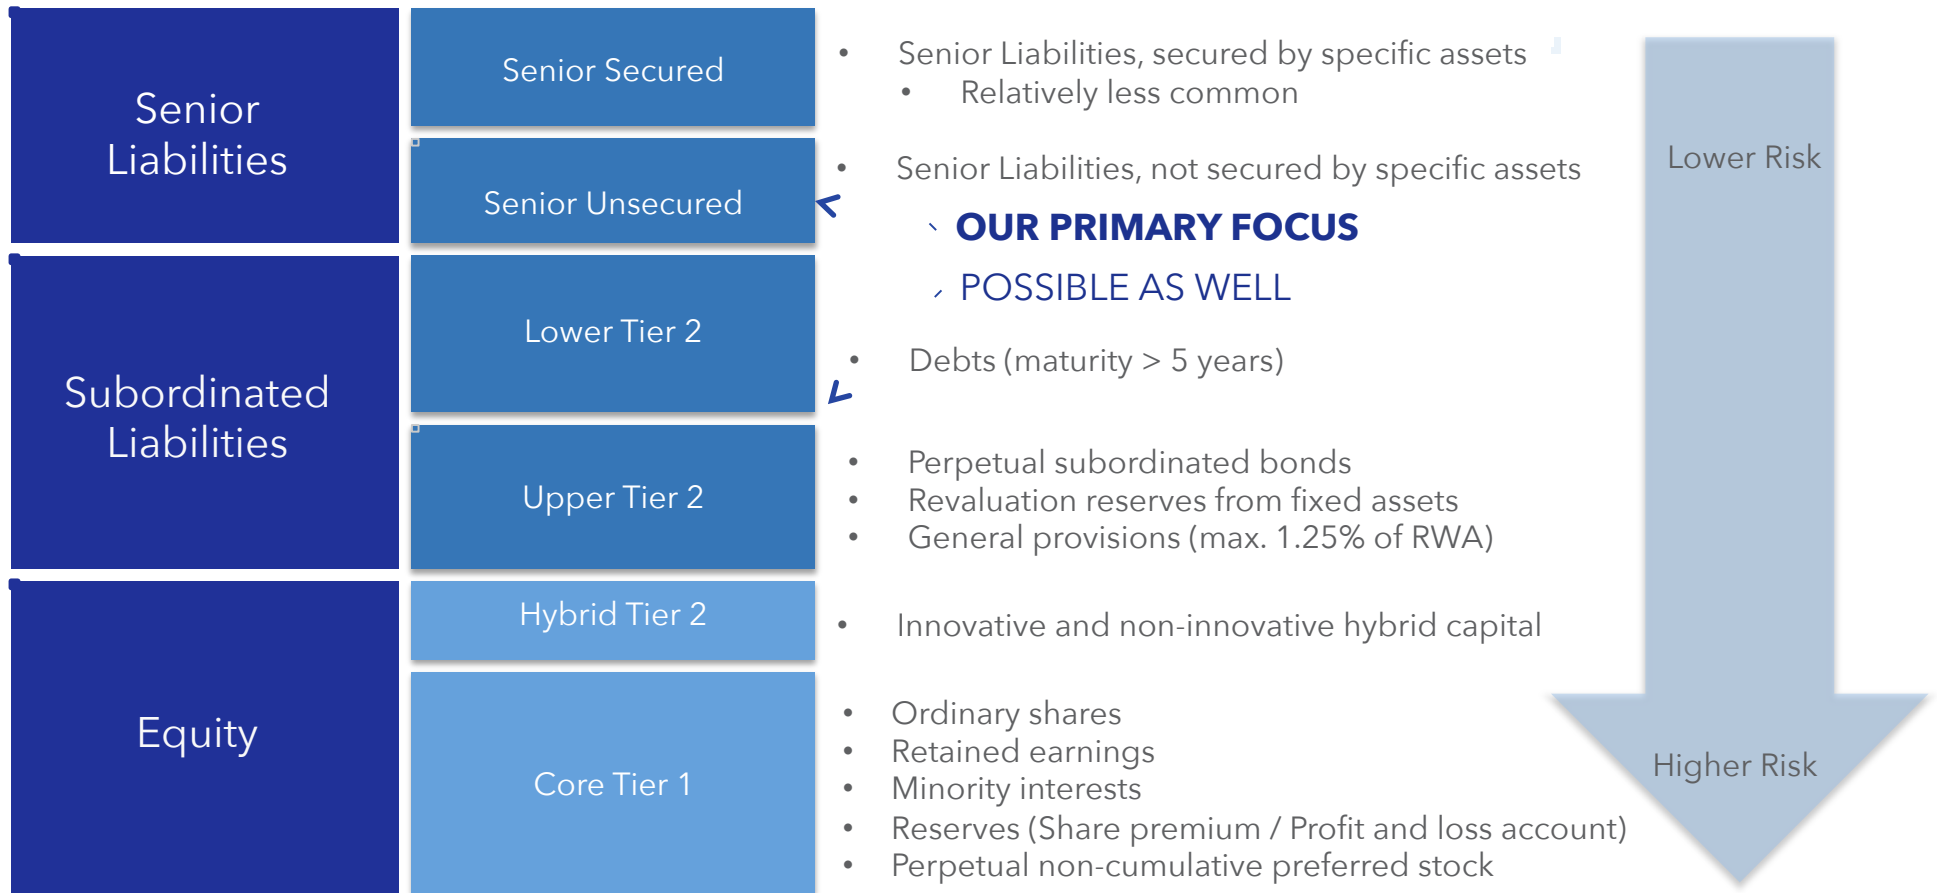 Senior
Liabilities
Senior Secured
• Senior Liabilities, secured by specific assets
• Relatively less common
Senior Unsecured
• Senior Liabilities, not secured by specific assets
OUR PRIMARY FOCUS
POSSIBLE AS WELL
Subordinated
Liabilities
Lower Tier 2
• Debts (maturity > 5 years)
Upper Tier 2
• Perpetual subordinated bonds
• Revaluation reserves from fixed assets
• General provisions (max. 1.25% of RWA)
Equity
Hybrid Tier 2
• Innovative and non-innovative hybrid capital
Core Tier 1
• Ordinary shares
• Retained earnings
• Minority interests
• Reserves (Share premium / Profit and loss account)
• Perpetual non-cumulative preferred stock
Lower Risk
Higher Risk